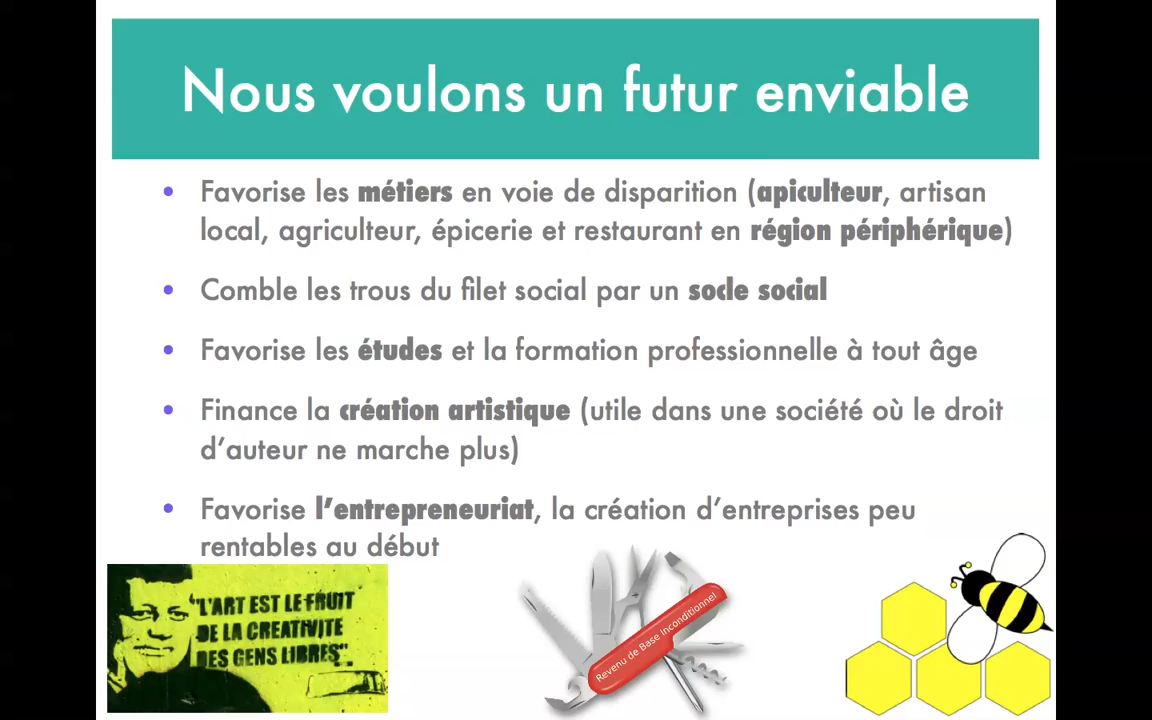 Nous voulons un futur enviable
• Favorise les métiers en voie de disparition (apiculteur, artisan
local, agriculteur, épicerie et restaurant en région périphérique)
• Comble les trous du filet social par un socle social
• Favorise les études et la formation professionnelle à tout âge
• Finance la création artistique (utile dans une société où le droit
d’auteur ne marche plus)
• Favorise l’entrepreneuriat, la création d’entreprises peu
rentables au début
"L'ART EST LE FRUIT
DE LA CREATIVITE
DES GENS LIBRES".
Revenu de Base Inconditionnel